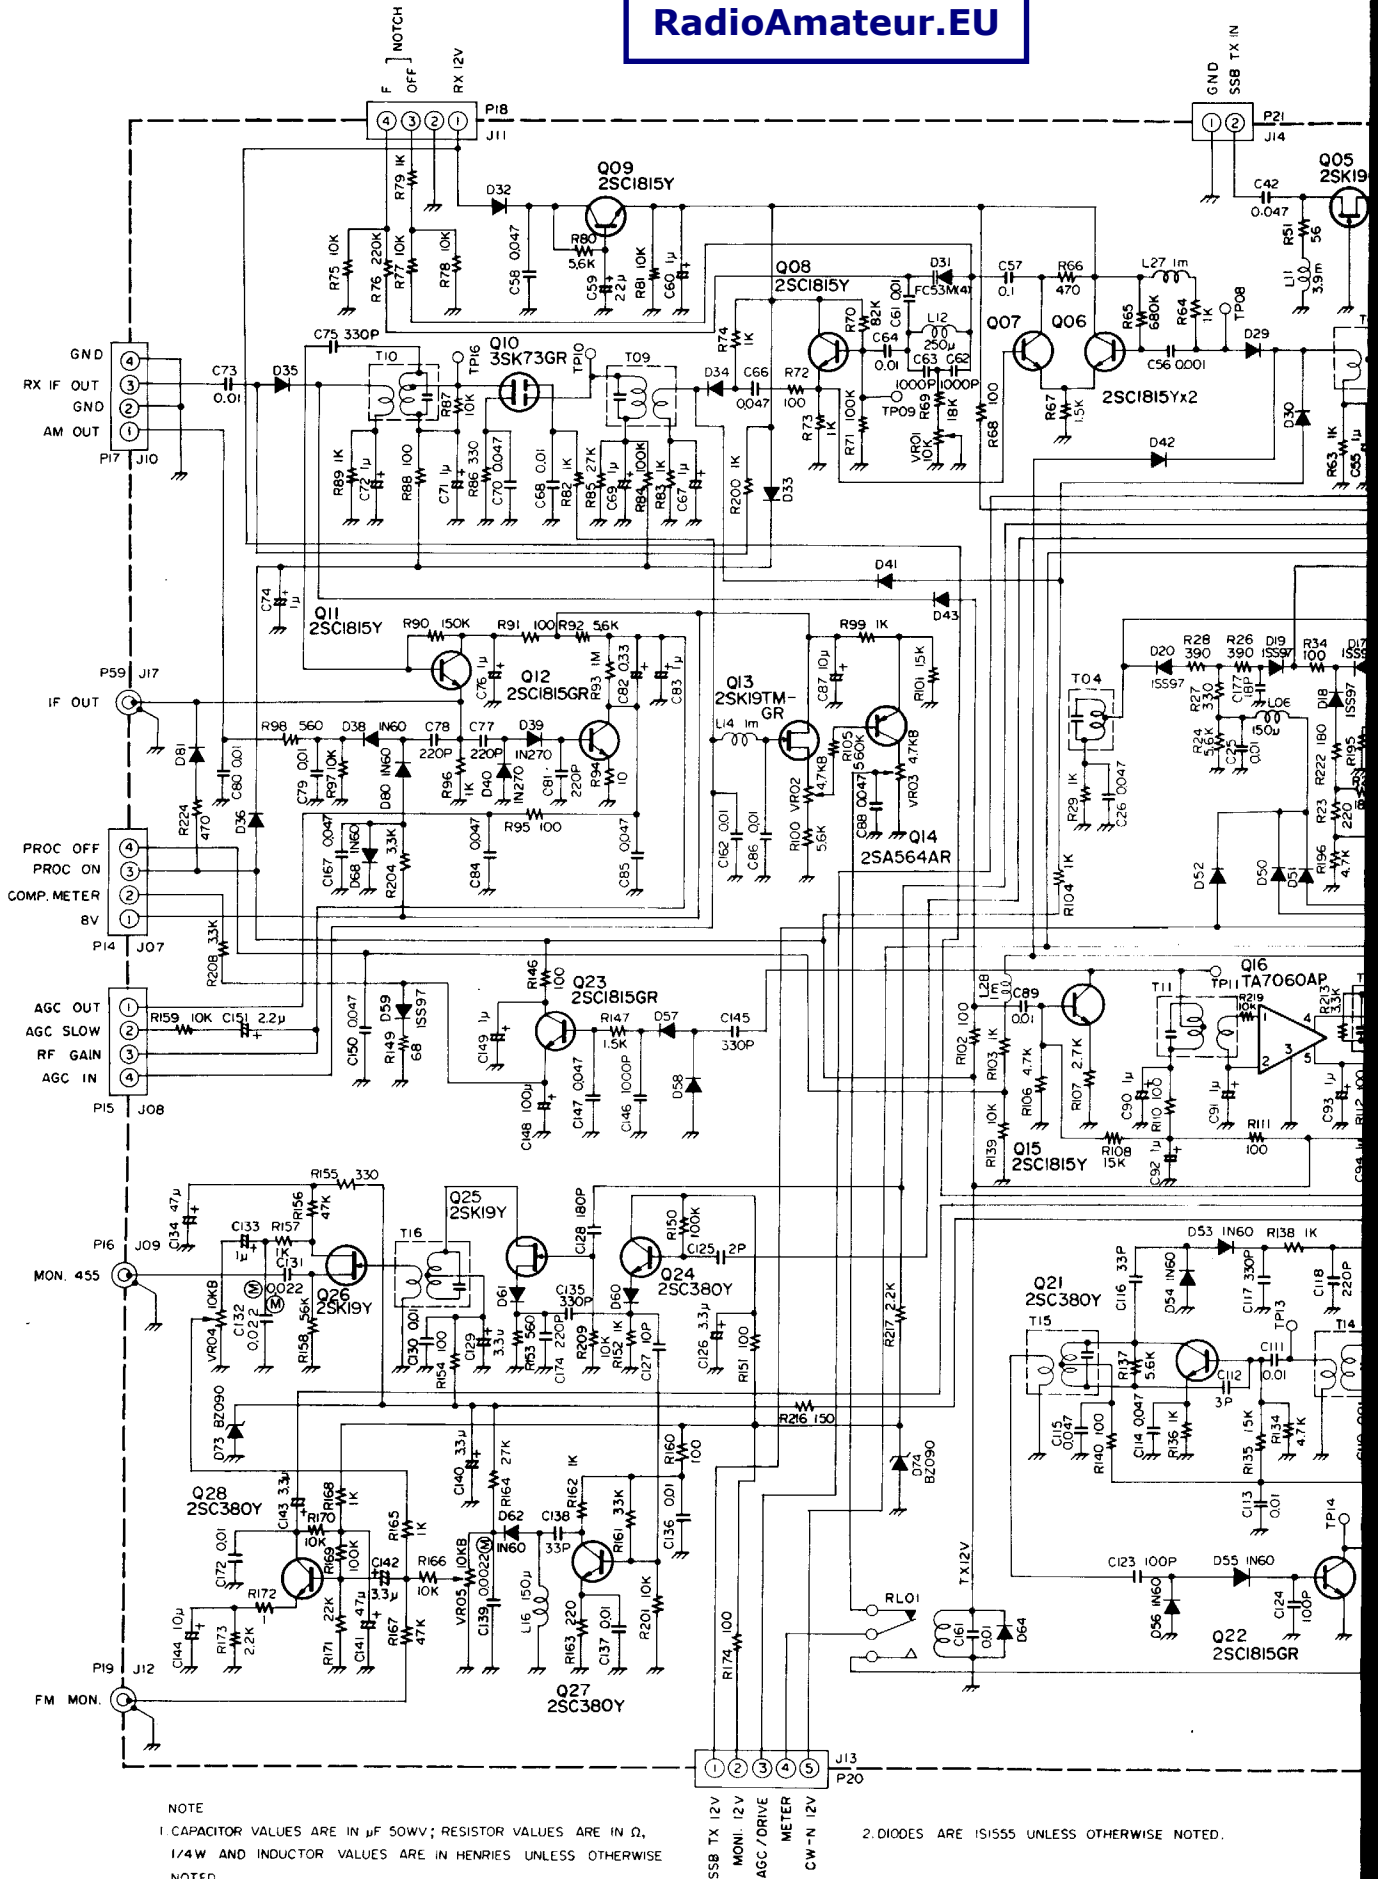 RadioAmateur.EU
F
OFF
NOTCH
RX 12V
P18
J11
GND
SSB TX IN
P21
J14
Q05
C42
0.047
R51
56
L11
3.9m
R79 1K
D32
Q09
2SC1815Y
R75 10K
R76 220K
R77 10K
R78 10K
C58 0.047
R80
5.6K
C59
2.2μ
R81 10K
C60 1μ
Q08
2SC1815Y
D31
FC53M(4)
C57
0.1
R66
470
L27 1m
R65
680K
R64
1K
TP08
C75 330P
T10
TP16
Q10
3SK73GR
TP10
T09
R74
1K
R70
82K
C61 0.01
L12
250μ
C64
0.01
C63
1000P
C62
1000P
Q07
Q06
C56 0.001
D29
GND
RX IF OUT
GND
AM OUT
P17
J10
C73
0.01
D35
R87
10K
D34
C66
0.047
R72
100
TP09
R69
18K
R68 100
R67
1.5K
2SC1815Yx2
D30
R89 1K
C72 1μ
R88 100
C71 1μ
R86 330
C70 0.047
C68 0.01
R82 1K
R85 27K
C69 1μ
R84 100K
R83 1K
C67 1μ
R200 1K
D33
R73
1K
R71 100K
VR01
10K
D42
R63 1K
C55 1μ
D41
D43
C74
1μ
Q11
2SC1815Y
R90 150K
R91 100
R92 5.6K
C76 1μ
Q12
2SC1815GR
R93 1M
C82 0.33
C83 1μ
Q13
2SK19TM-
GR
C87 10μ
R99 1K
R101 15K
P59
J17
IF OUT
R98 560
D38 1N60
C78
220P
C77
220P
D39
1N270
L14 1m
R105
560K
VR03 4.7KB
D81
R224
470
C80 0.01
C79 0.01
R97 10K
D80 1N60
R96
1K
D40
1N270
C81
220P
R94
10
VR02
4.7KB
C88 0.047
Q14
2SA564AR
D36
R95 100
C167 0.047
D68 1N60
R204 3.3K
C84 0.047
C85 0.047
C162 0.01
C86 0.01
R100
5.6K
T04
R29 1K
C26 0.047
D20
1SS97
R28
390
R26
390
D19
1SS97
R34
100
D17
1SS97
R27
330
C177
18P
L06
150μ
D18
1SS97
R24
5.6K
C25
0.01
R222 180
R195
R23
220
R196
4.7K
D52
D50
D51
R104 1K
PROC OFF
PROC ON
COMP. METER
8V
P14
J07
R208 3.3K
AGC OUT
AGC SLOW
RF GAIN
AGC IN
P15
J08
R159 10K
C151 2.2μ
C150 0.047
D59
1SS97
R149
68
R146
100
Q23
2SC1815GR
C149 1μ
R147
1.5K
D57
C145
330P
C148 100μ
C147 0.047
C146 1000P
D58
L28
1m
C89
0.01
R102 100
R103 1K
R106 4.7K
R107 2.7K
R139 10K
Q15
2SC1815Y
R108
15K
T11
TP11
Q16
TA7060AP
R219
10K
R213
3.3K
C90 1μ
R110 100
C91 1μ
C93 1μ
R112 100
C92 1μ
R111
100
R155 330
C134 47μ
R156
47K
C133
1μ
R157
1K
P16
J09
MON. 455
C131
0.022
M
VR04 10KB
C132
0.022
M
R158 56K
Q26
2SK19Y
T16
Q25
2SK19Y
C128 180P
D61
C135
330P
D60
Q24
2SC380Y
R150
100K
C125 2P
C130 0.01
R154 100
C129
3.3μ
R153 560
C174 220P
R209
10K
R152 1K
C127 10P
C126 3.3μ
R151 100
R217 2.2K
D53 1N60
R138 1K
C116 33P
D54 1N60
C117 330P
C118
220P
Q21
2SC380Y
TP13
T15
T14
R137
5.6K
C111
0.01
C112
3P
C115
0.047
R140 100
C114 0.047
R136 1K
R135 15K
R134
4.7K
C113
0.01
TP14
R216 150
D73 BZ090
D74
BZ090
Q28
2SC380Y
C143 3.3μ
R168
1K
R165
1K
C140 33μ
R164 27K
R162 1K
R161 33K
R160
100
C136 0.01
C172 0.01
R170
10K
R169
100K
C142
3.3μ
R166
10K
VR05 10KB
D62
1N60
C138
33P
M
C139 0.0022
L16 150μ
R163 220
C137 0.01
R201 10K
C144 10μ
R173
2.2K
R172
1
R171 22K
C141 47μ
R167
47K
Q27
2SC380Y
P19
J12
FM MON.
R174 100
RL01
TX12V
C161
0.01
D64
C123 100P
D55 1N60
D56 1N60
C124
100P
Q22
2SC1815GR
J13
P20
SSB TX 12V
MONI. 12V
AGC/DRIVE
METER
CW-N 12V
NOTE
1. CAPACITOR VALUES ARE IN μF 50WV; RESISTOR VALUES ARE IN Ω,
1/4W AND INDUCTOR VALUES ARE IN HENRIES UNLESS OTHERWISE
NOTED
2. DIODES ARE 1S1555 UNLESS OTHERWISE NOTED.